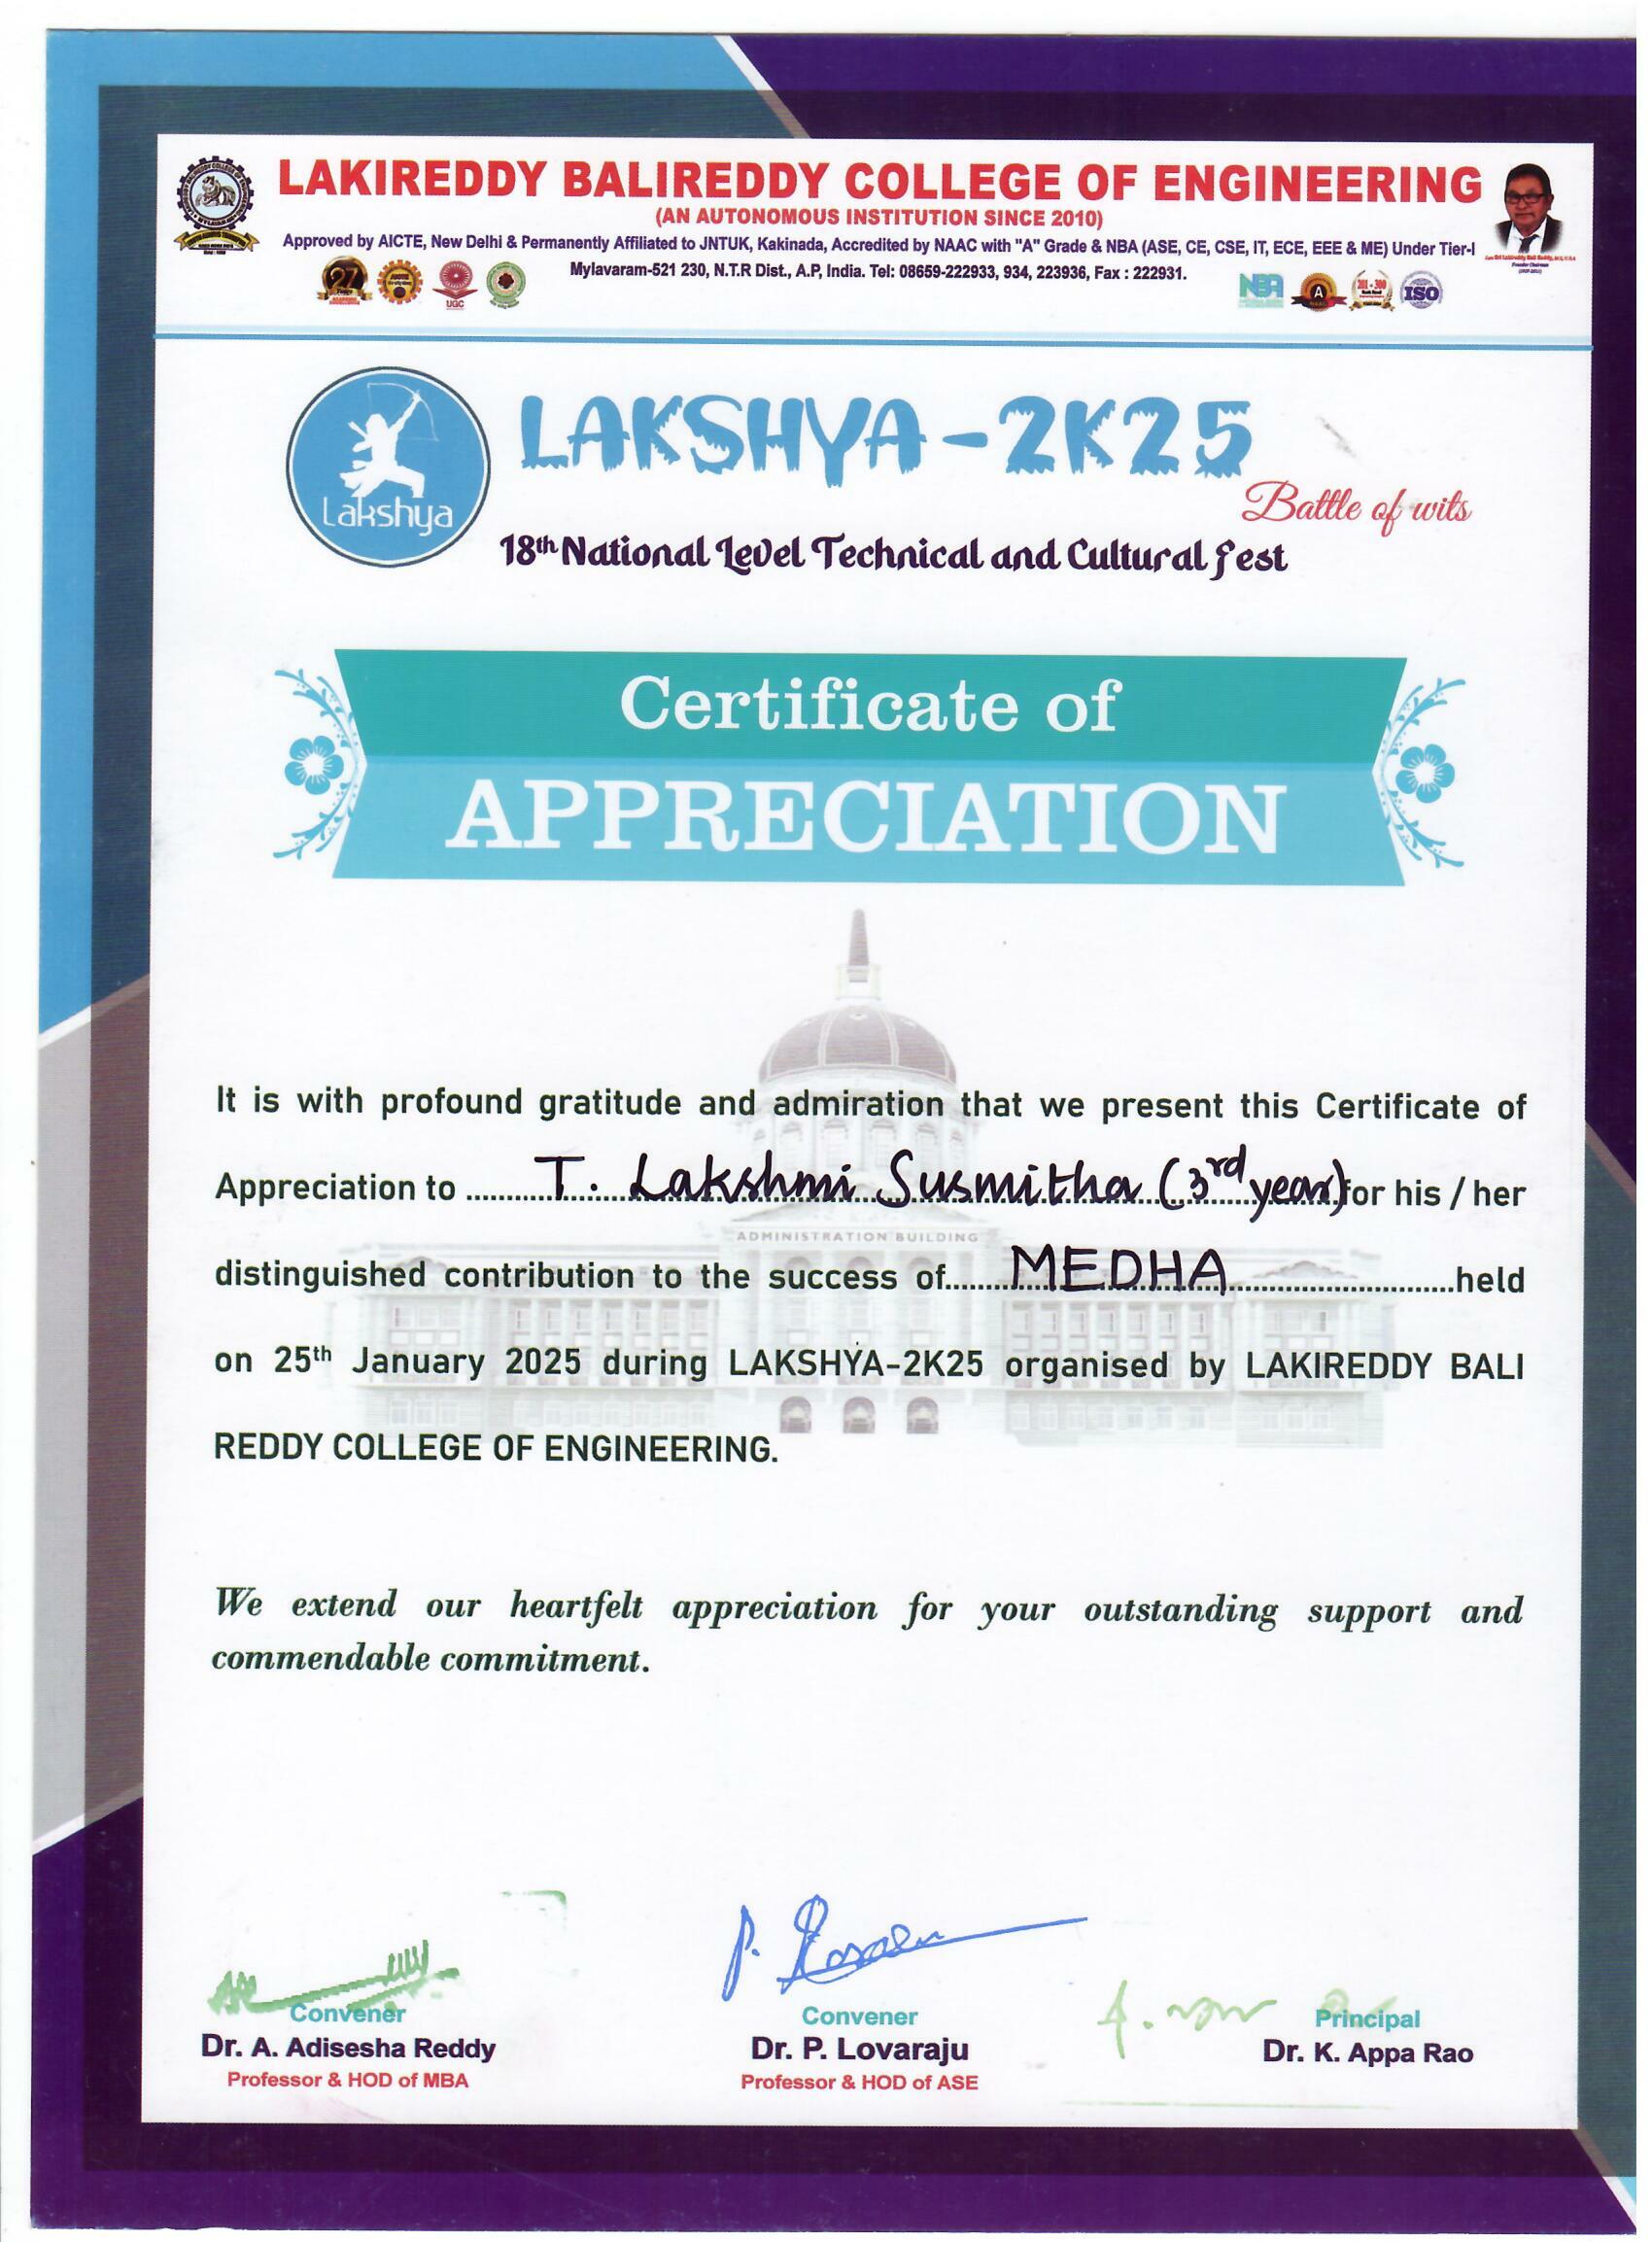 LAKIREDDY BALIREDDY COLLEGE OF ENGINEERING
(AN AUTONOMOUS INSTITUTION SINCE 2010)
Approved by AICTE, New Delhi & Permanently Affiliated to JNTUK, Kakinada, Accredited by NAAC with "A" Grade & NBA (ASE, CE, CSE, IT, ECE, EEE & ME) Under Tier-I
Mylavaram-521 230, N.T.R Dist., A.P, India. Tel: 08659-222933, 934, 223936, Fax : 222931.
27
UGC
NBA
A
201 - 300
ISO
Lakshya
LAKSHYA-2K25
Battle of wits
18th National Level Technical and Cultural Fest
Certificate of
APPRECIATION
It is with profound gratitude and admiration that we present this Certificate of
Appreciation to ............T. Lakshmi Susmitha (3rd year) for his / her
ADMINISTRATION BUILDING
distinguished contribution to the success of.......MEDHA.......................held
on 25th January 2025 during LAKSHYA-2K25 organised by LAKIREDDY BALI
REDDY COLLEGE OF ENGINEERING.
We extend our heartfelt appreciation for your outstanding support and
commendable commitment.
Convener
Dr. A. Adisesha Reddy
Professor & HOD of MBA
Convener
Dr. P. Lovaraju
Professor & HOD of ASE
Principal
Dr. K. Appa Rao